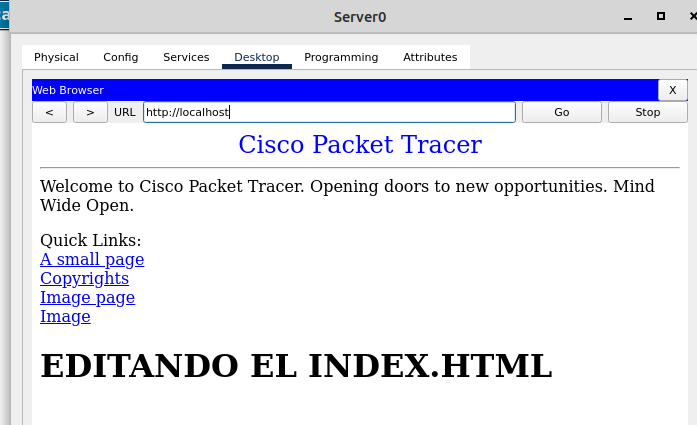 Server0
Physical Config Services Desktop Programming Attributes
Web Browser X
< > URL http://localhost Go Stop
Cisco Packet Tracer
Welcome to Cisco Packet Tracer. Opening doors to new opportunities. Mind
Wide Open.
Quick Links:
A small page
Copyrights
Image page
Image
EDITANDO EL INDEX.HTML